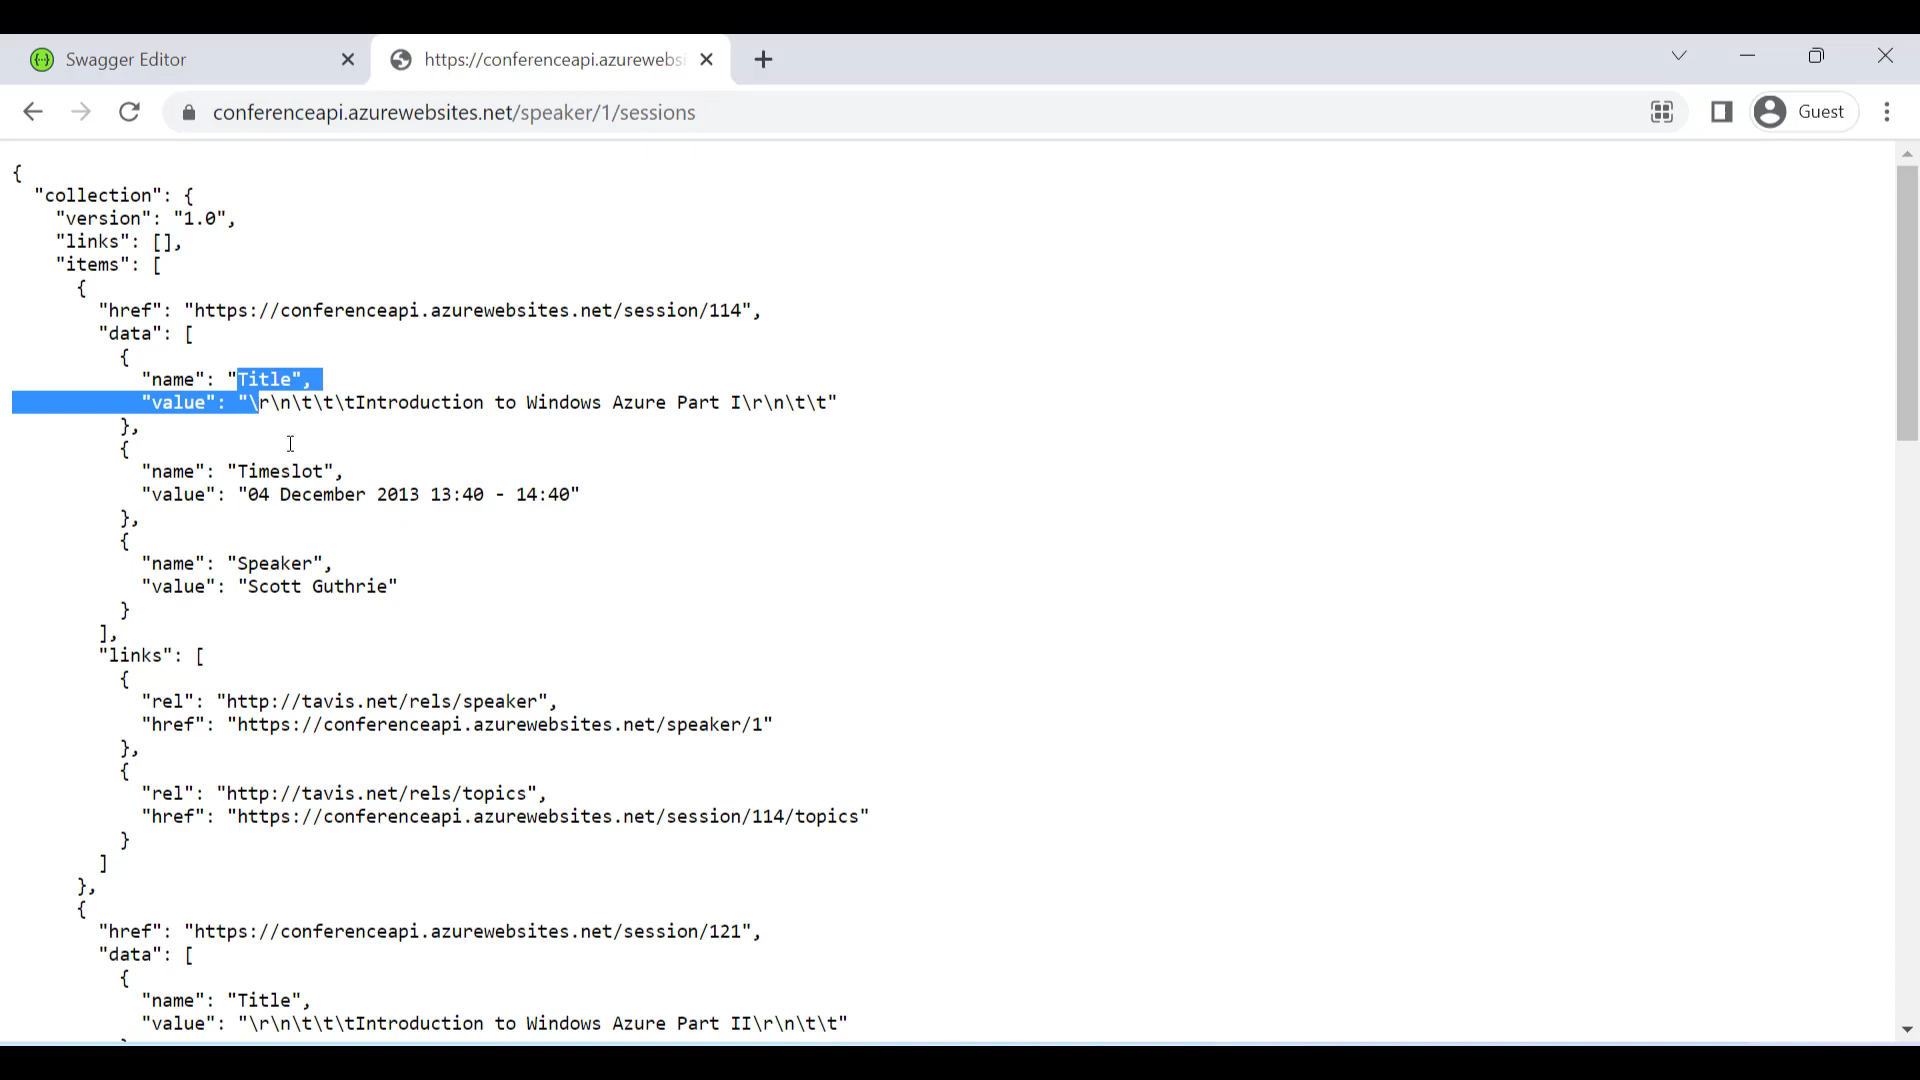 Swagger Editor
https://conferenceapi.azurewebsi
conferenceapi.azurewebsites.net/speaker/1/sessions
Guest
{
"collection": {
"version": "1.0",
"links": [],
"items": [
{
"href": "https://conferenceapi.azurewebsites.net/session/114",
"data": [
{
"name": "Title",
"value": "\r\n\t\t\tIntroduction to Windows Azure Part I\r\n\t\t"
},
{
"name": "Timeslot",
"value": "04 December 2013 13:40 - 14:40"
},
{
"name": "Speaker",
"value": "Scott Guthrie"
}
],
"links": [
{
"rel": "http://tavis.net/rels/speaker",
"href": "https://conferenceapi.azurewebsites.net/speaker/1"
},
{
"rel": "http://tavis.net/rels/topics",
"href": "https://conferenceapi.azurewebsites.net/session/114/topics"
}
]
},
{
"href": "https://conferenceapi.azurewebsites.net/session/121",
"data": [
{
"name": "Title",
"value": "\r\n\t\t\tIntroduction to Windows Azure Part II\r\n\t\t"